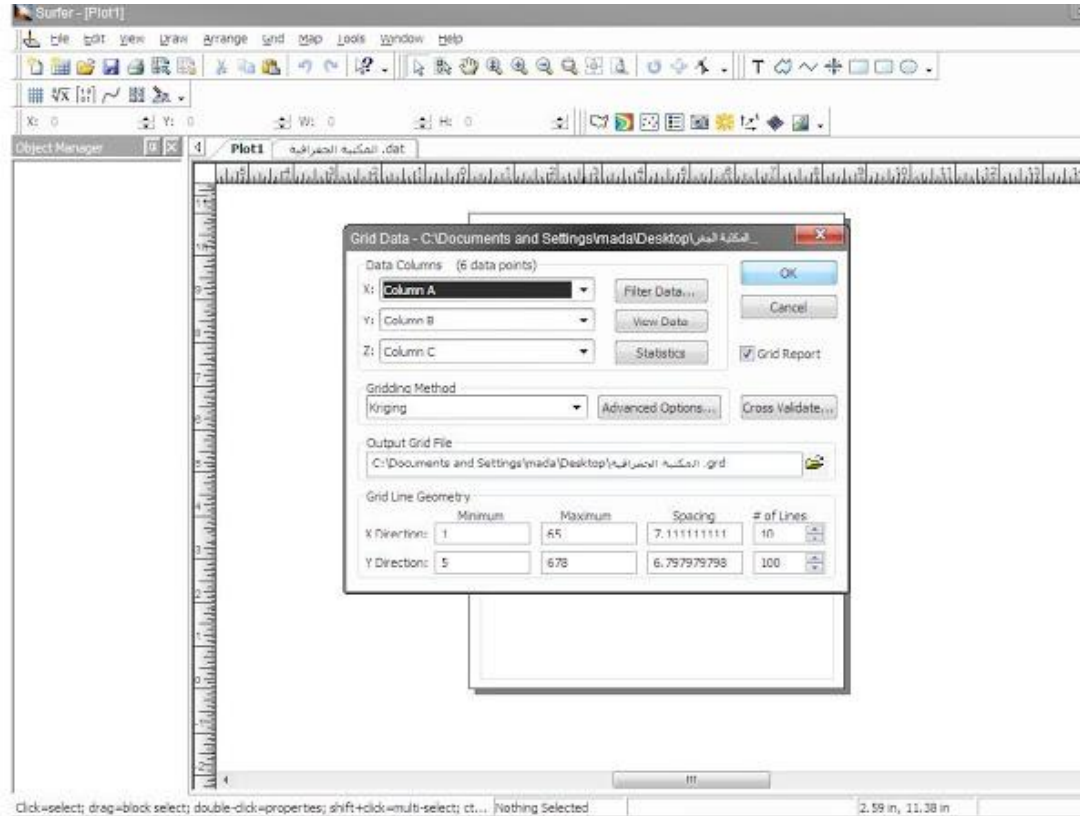 Surfer - [Plot1]
File Edit View Draw Arrange Grid Map Tools Window Help
X: 0 Y: 0 W: 0 H: 0
Object Manager
Plot1 المكتبة الجغرافية .dat
Grid Data - C:\Documents and Settings\mada\Desktop\المكتبة الجغر...
Data Columns (6 data points)
X: Column A Filter Data... OK
Y: Column B View Data Cancel
Z: Column C Statistics Grid Report
Gridding Method
Kriging Advanced Options... Cross Validate...
Output Grid File
C:\Documents and Settings\mada\Desktop\المكتبة الجغرافية .grd
Grid Line Geometry
Minimum Maximum Spacing # of Lines
X Direction: 1 65 7.111111111 10
Y Direction: 5 678 6.797979798 100
Click=select; drag=block select; double-click=properties; shift+click=multi-select; ct... Nothing Selected 2.59 in, 11.38 in